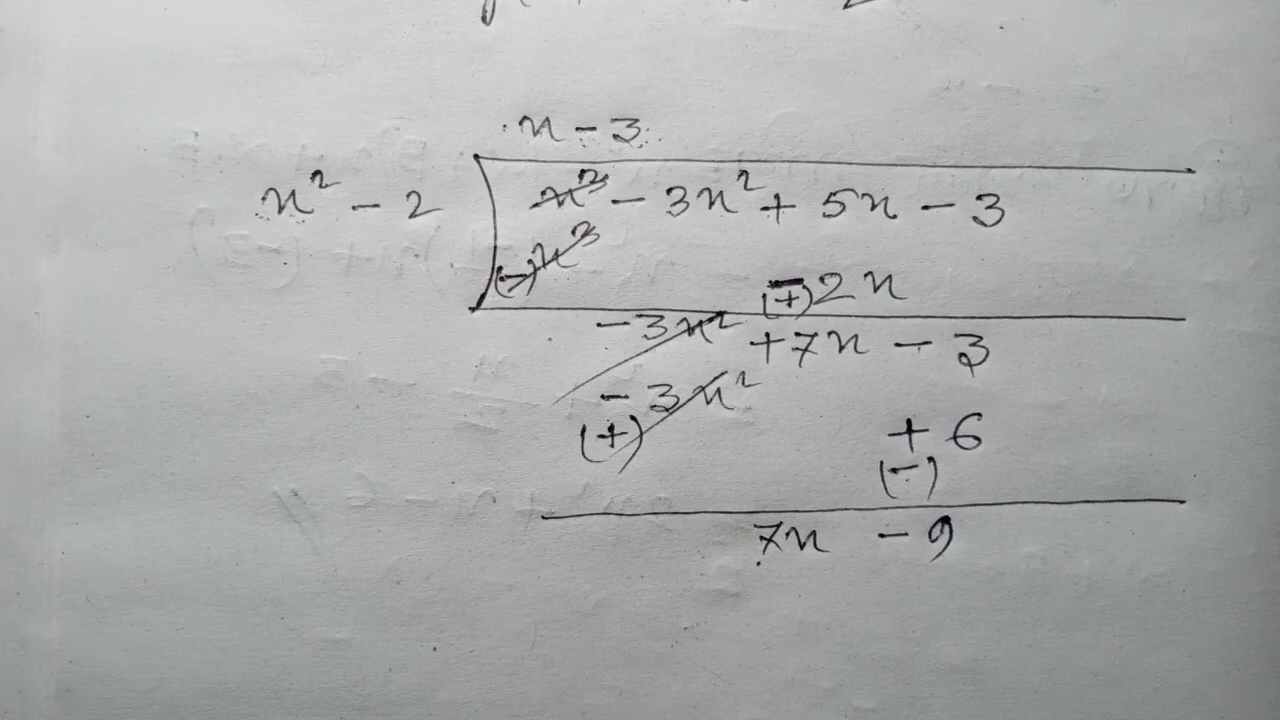 x - 3
x² - 2 ) x³ - 3x² + 5x - 3
x³ - 2x
(-) (+)
- 3x² + 7x - 3
- 3x² + 6
(+) (-)
7x - 9